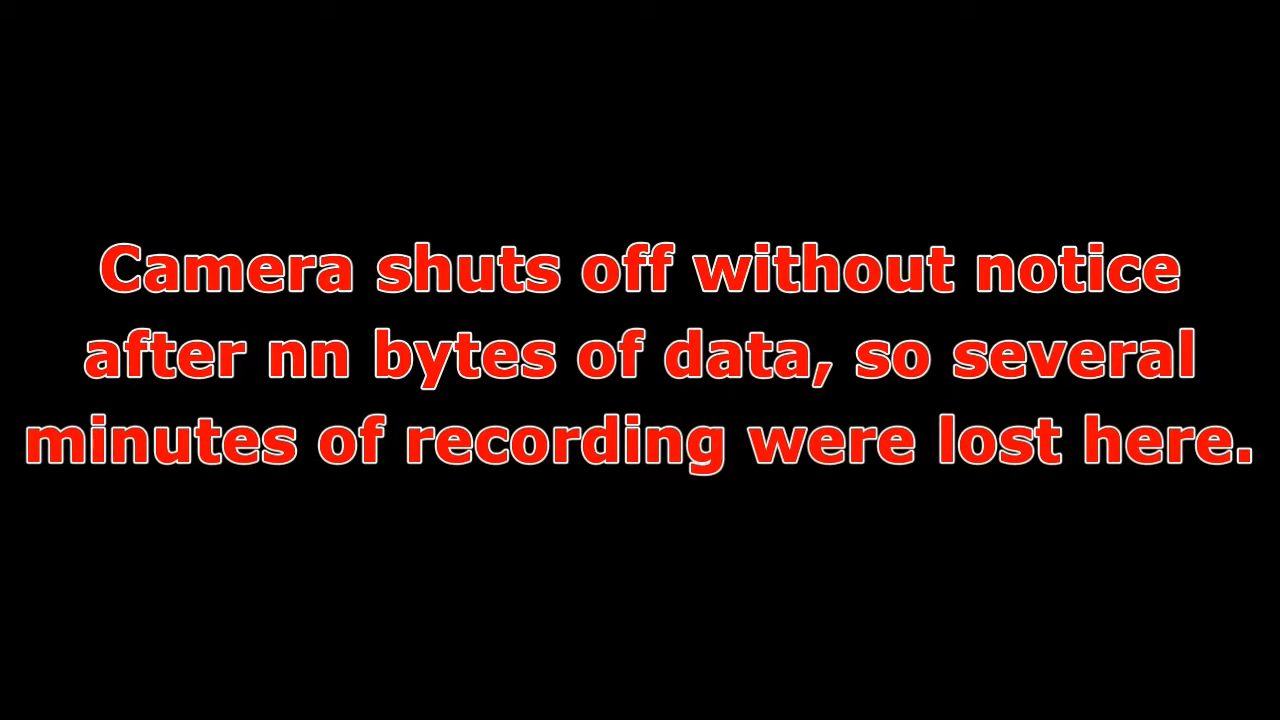 Camera shuts off without notice
after nn bytes of data, so several
minutes of recording were lost here.